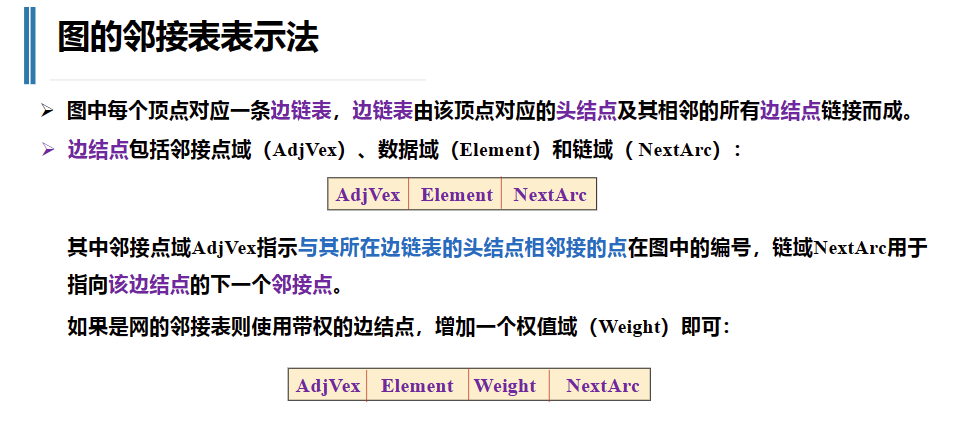 图的邻接表表示法
➢ 图中每个顶点对应一条边链表，边链表由该顶点对应的头结点及其相邻的所有边结点链接而成。
➢ 边结点包括邻接点域（AdjVex）、数据域（Element）和链域（ NextArc）：
AdjVex Element NextArc
其中邻接点域AdjVex指示与其所在边链表的头结点相邻接的点在图中的编号，链域NextArc用于
指向该边结点的下一个邻接点。
如果是网的邻接表则使用带权的边结点，增加一个权值域（Weight）即可：
AdjVex Element Weight NextArc